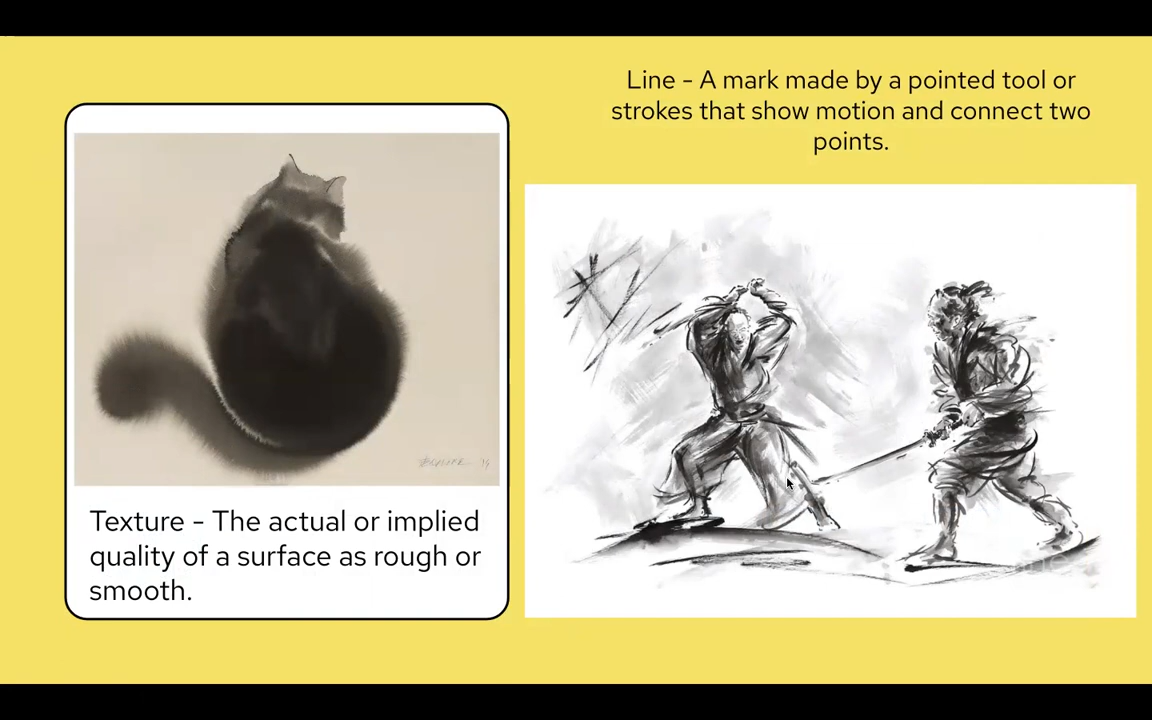 Line - A mark made by a pointed tool or
strokes that show motion and connect two
points.
Texture - The actual or implied
quality of a surface as rough or
smooth.